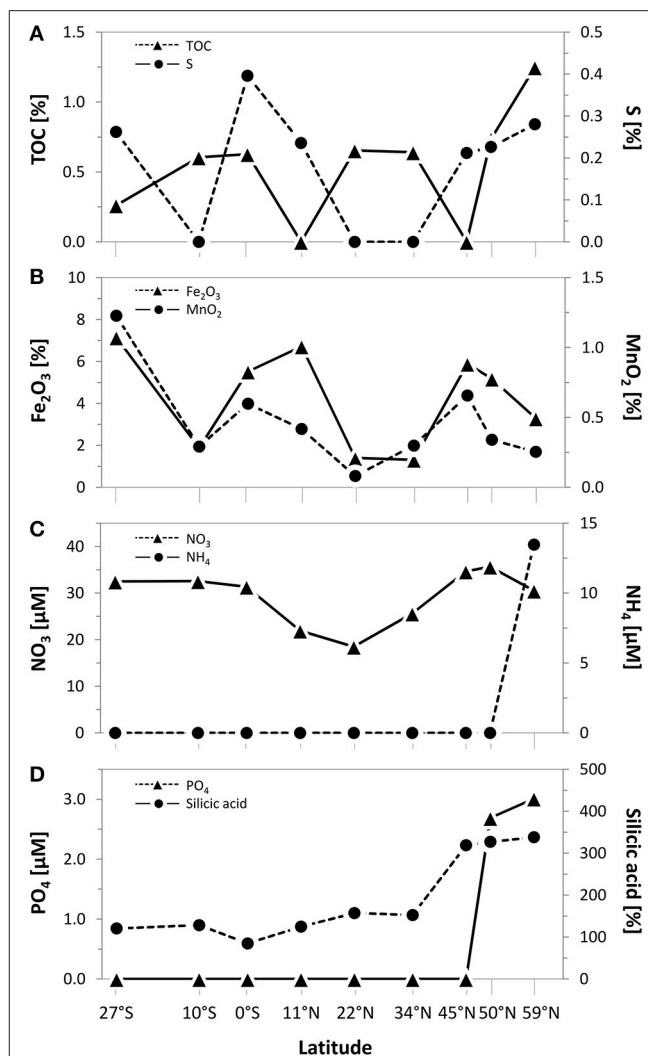 A
TOC
S
TOC [%]
1.5
1.0
0.5
0.0
S [%]
0.5
0.4
0.3
0.2
0.1
0.0
B
Fe₂O₃
MnO₂
Fe₂O₃ [%]
10
8
6
4
2
0
MnO₂ [%]
1.5
1.0
0.5
0.0
C
NO₃
NH₄
NO₃ [µM]
40
30
20
10
0
NH₄ [µM]
15
10
5
0
D
PO₄
Silicic acid
PO₄ [µM]
3.0
2.0
1.0
0.0
Silicic acid [%]
500
400
300
200
100
0
27°S 10°S 0°S 11°N 22°N 34°N 45°N 50°N 59°N
Latitude